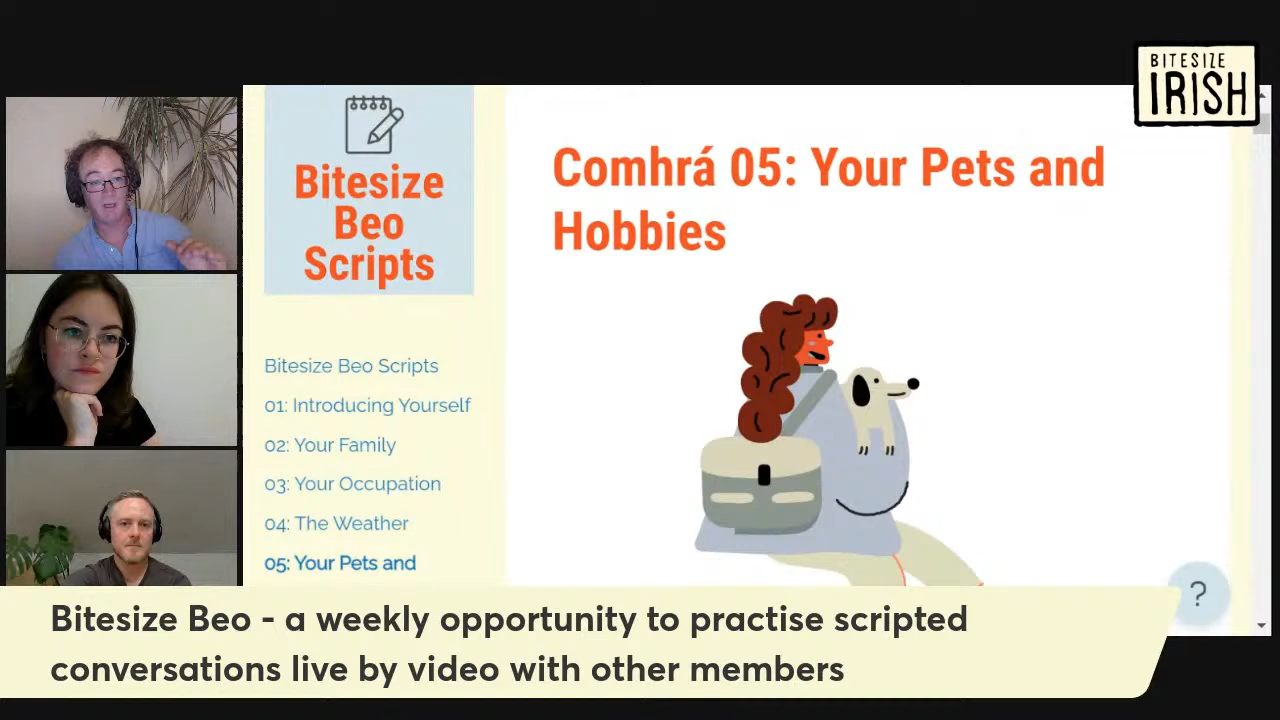 BITESIZE
IRISH
Bitesize
Beo
Scripts
Comhrá 05: Your Pets and
Hobbies
Bitesize Beo Scripts
01: Introducing Yourself
02: Your Family
03: Your Occupation
04: The Weather
05: Your Pets and
?
Bitesize Beo - a weekly opportunity to practise scripted
conversations live by video with other members